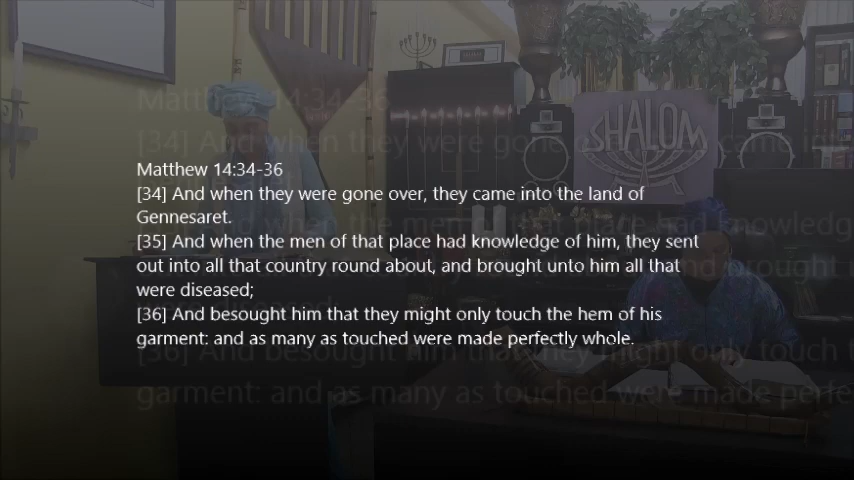 Matthew 14:34-36
[34] And when they were gone over, they came into the land of
Gennesaret.
[35] And when the men of that place had knowledge of him, they sent
out into all that country round about, and brought unto him all that
were diseased;
[36] And besought him that they might only touch the hem of his
garment: and as many as touched were made perfectly whole.
SHALOM